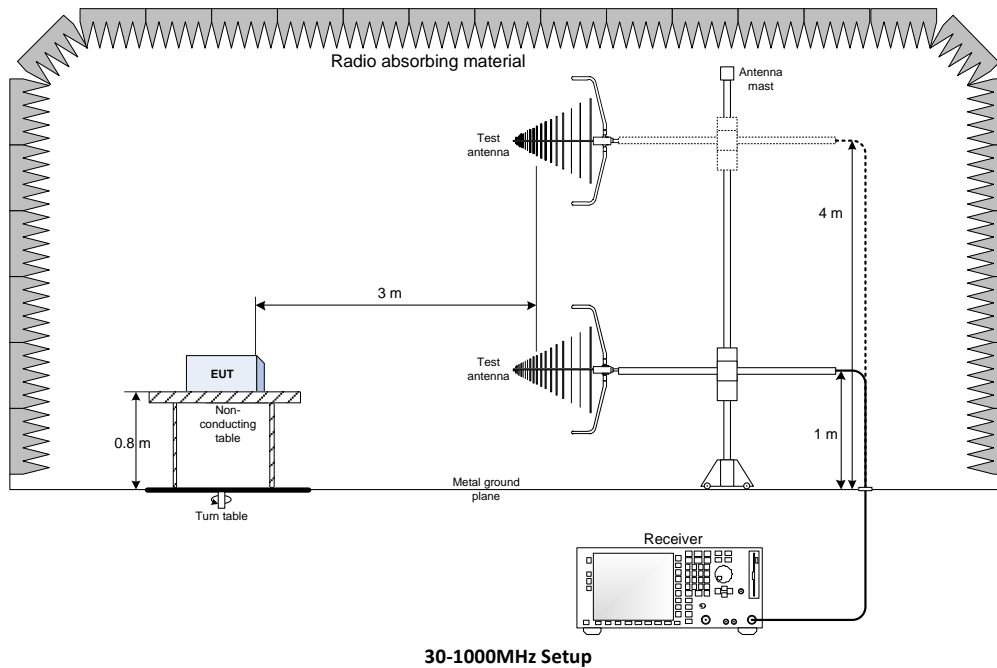 Radio absorbing material
Antenna
mast
Test
antenna
4 m
3 m
Test
antenna
EUT
Non-
conducting
table
0.8 m
1 m
Metal ground
plane
Turn table
Receiver
30-1000MHz Setup